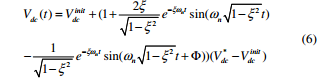 V_{dc}(t) = V_{dc}^{init} + (1 + \frac{2\xi}{\sqrt{1-\xi^2}} e^{-\xi\omega_n t} \sin(\omega_n \sqrt{1-\xi^2} t)
-\frac{1}{\sqrt{1-\xi^2}} e^{-\xi\omega_n t} \sin(\omega_n \sqrt{1-\xi^2} t + \Phi))(V_{dc}^* - V_{dc}^{init}) (6)